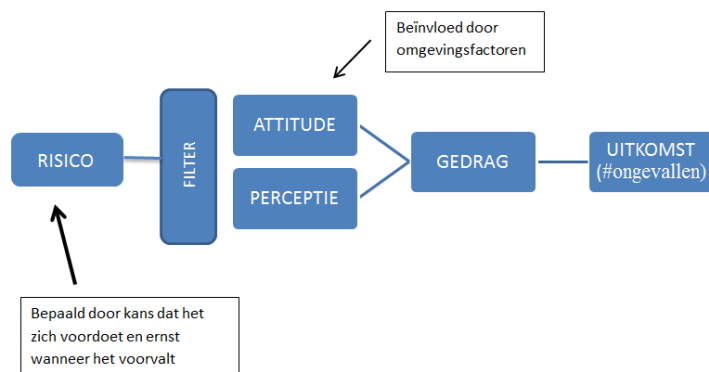 Beïnvloed door
omgevingsfactoren
RISICO
FILTER
ATTITUDE
PERCEPTIE
GEDRAG
UITKOMST
(#ongevallen)
Bepaald door kans dat het
zich voordoet en ernst
wanneer het voorvalt